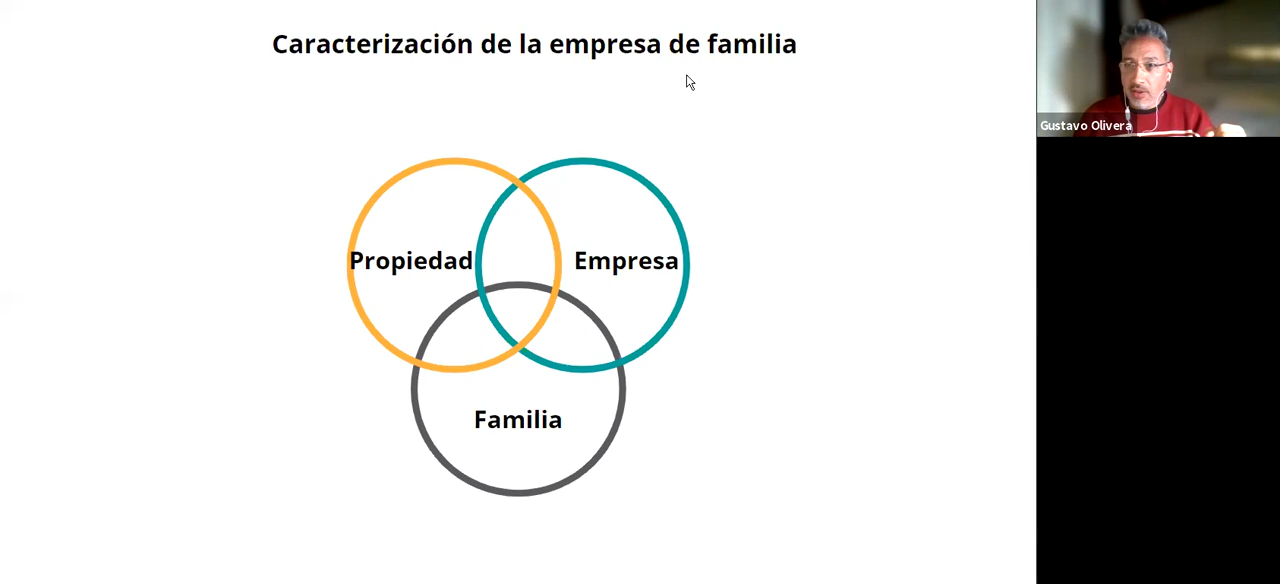 Caracterización de la empresa de familia
Gustavo Olivera
Propiedad
Empresa
Familia